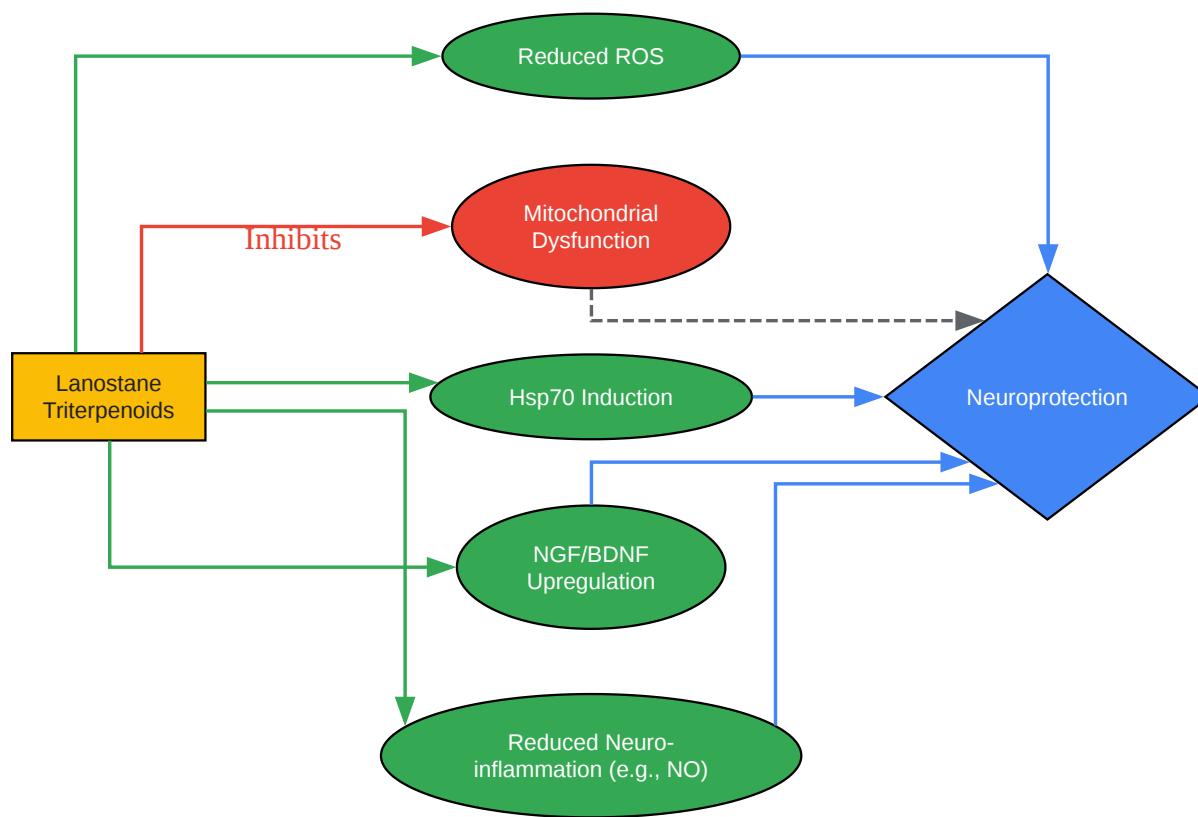 Reduced ROS
Mitochondrial
Dysfunction
Inhibits
Lanostane
Triterpenoids
Hsp70 Induction
Neuroprotection
NGF/BDNF
Upregulation
Reduced Neuro-
inflammation (e.g., NO)